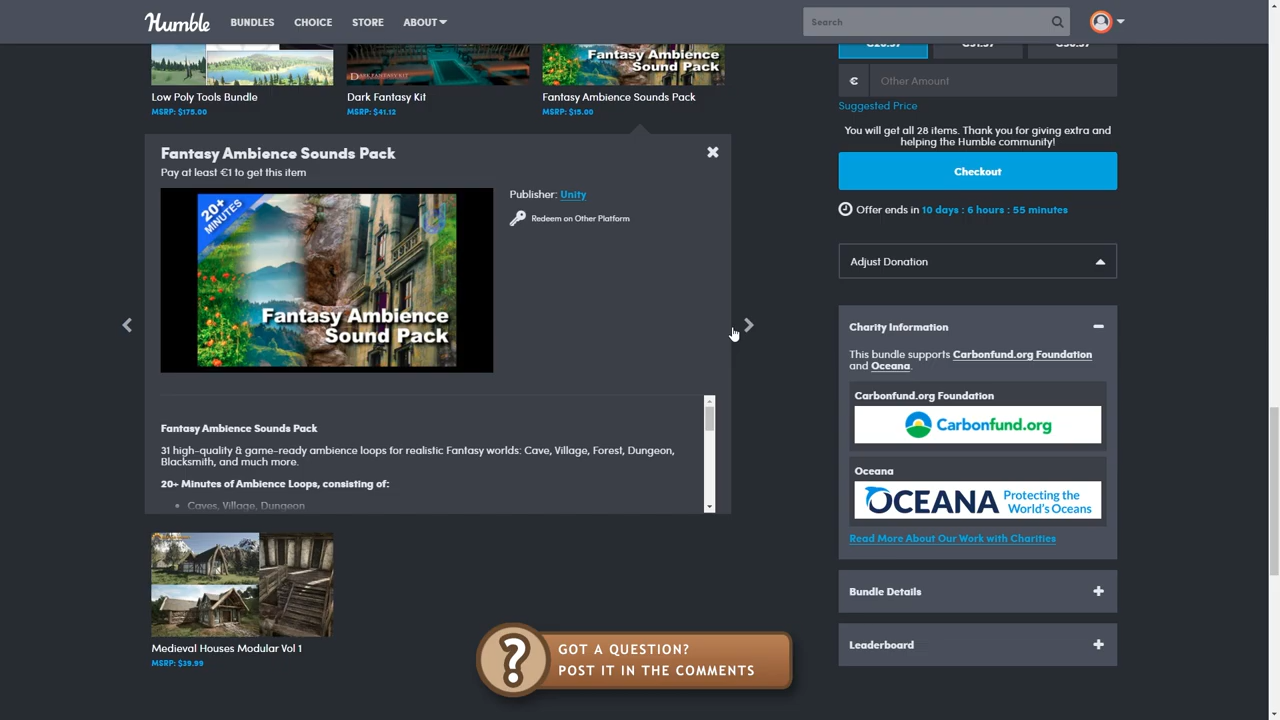 Humble
BUNDLES
CHOICE
STORE
ABOUT
Search
Low Poly Tools Bundle
MSRP: $175.00
DARK FANTASY KIT
Dark Fantasy Kit
MSRP: $41.12
Fantasy Ambience
Sound Pack
Fantasy Ambience Sounds Pack
MSRP: $15.00
Fantasy Ambience Sounds Pack
Pay at least €1 to get this item
20+
MINUTES
Fantasy Ambience
Sound Pack
Publisher: Unity
Redeem on Other Platform
Fantasy Ambience Sounds Pack
31 high-quality & game-ready ambience loops for realistic Fantasy worlds: Cave, Village, Forest, Dungeon,
Blacksmith, and much more.
20+ Minutes of Ambience Loops, consisting of:
• Caves, Village, Dungeon
Medieval Houses Modular Vol 1
MSRP: $39.99
€
Other Amount
Suggested Price
You will get all 28 items. Thank you for giving extra and
helping the Humble community!
Checkout
Offer ends in 10 days : 6 hours : 55 minutes
Adjust Donation
Charity Information
This bundle supports Carbonfund.org Foundation
and Oceana.
Carbonfund.org Foundation
Carbonfund.org
Oceana
OCEANA Protecting the
World's Oceans
Read More About Our Work with Charities
Bundle Details
Leaderboard
?
GOT A QUESTION?
POST IT IN THE COMMENTS